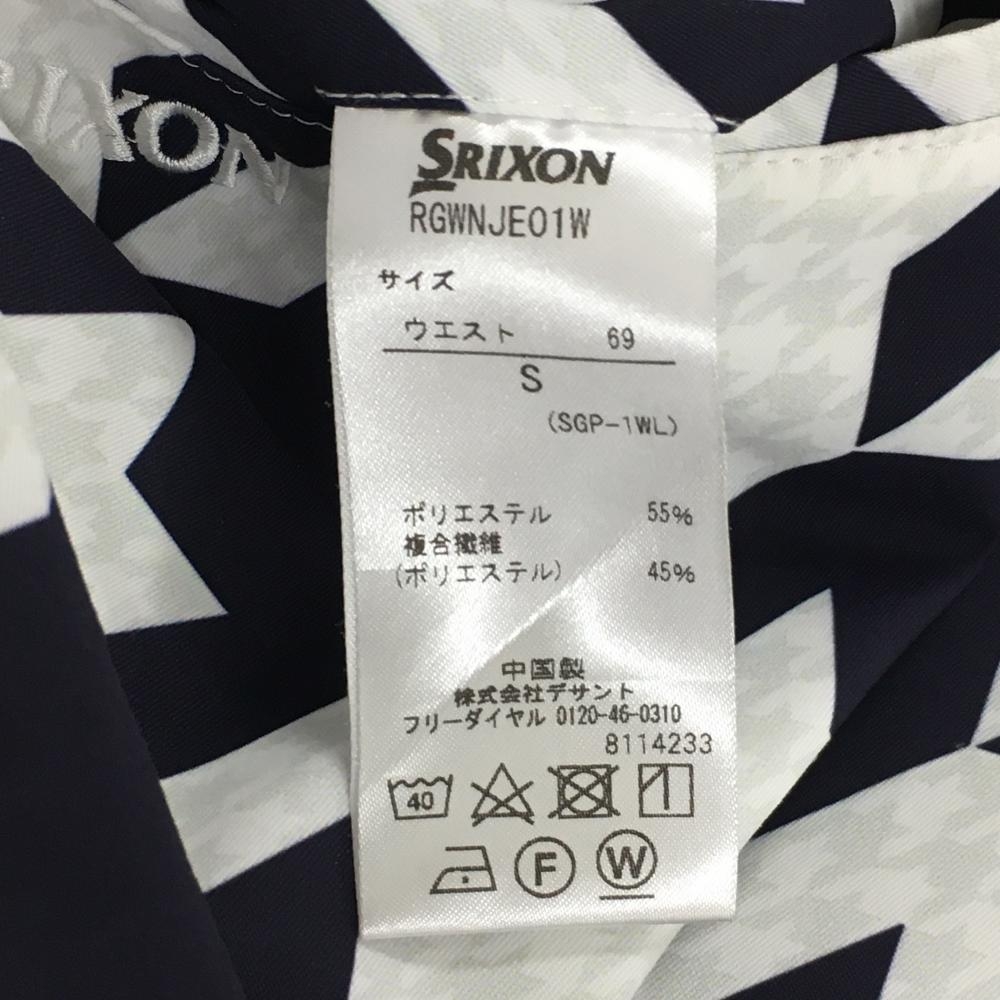 SRIXON
SRIXON
RGWNJE01W
サイズ
ウエスト 69
S
(SGP-1WL)
ポリエステル 55%
複合繊維
(ポリエステル) 45%
中国製
株式会社デサント
フリーダイヤル 0120-46-0310
8114233
40
F
W